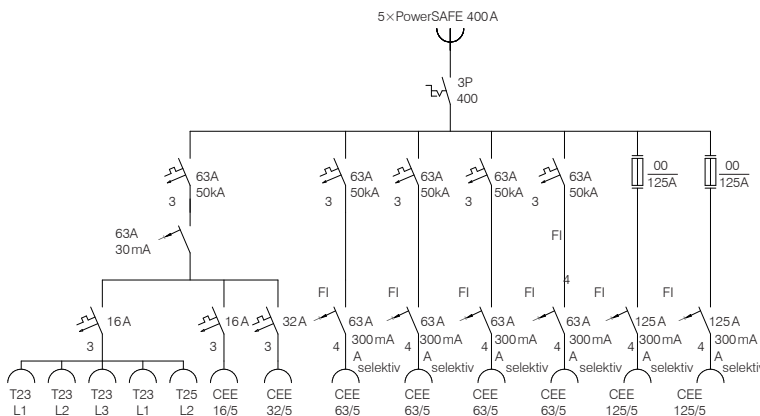 5×PowerSAFE 400A
3P
400
63A
50kA
3
63A
50kA
3
63A
50kA
3
63A
50kA
3
63A
50kA
3
00
125A
00
125A
63A
30mA
FI
4
FI
FI
FI
FI
FI
FI
16A
3
16A
3
32A
3
63A
300mA
4
A
selektiv
63A
300mA
4
A
selektiv
63A
300mA
4
A
selektiv
63A
300mA
4
A
selektiv
125A
300mA
4
A
selektiv
125A
300mA
4
A
selektiv
T23
L1
T23
L2
T23
L3
T23
L1
T25
L2
CEE
16/5
CEE
32/5
CEE
63/5
CEE
63/5
CEE
63/5
CEE
63/5
CEE
125/5
CEE
125/5